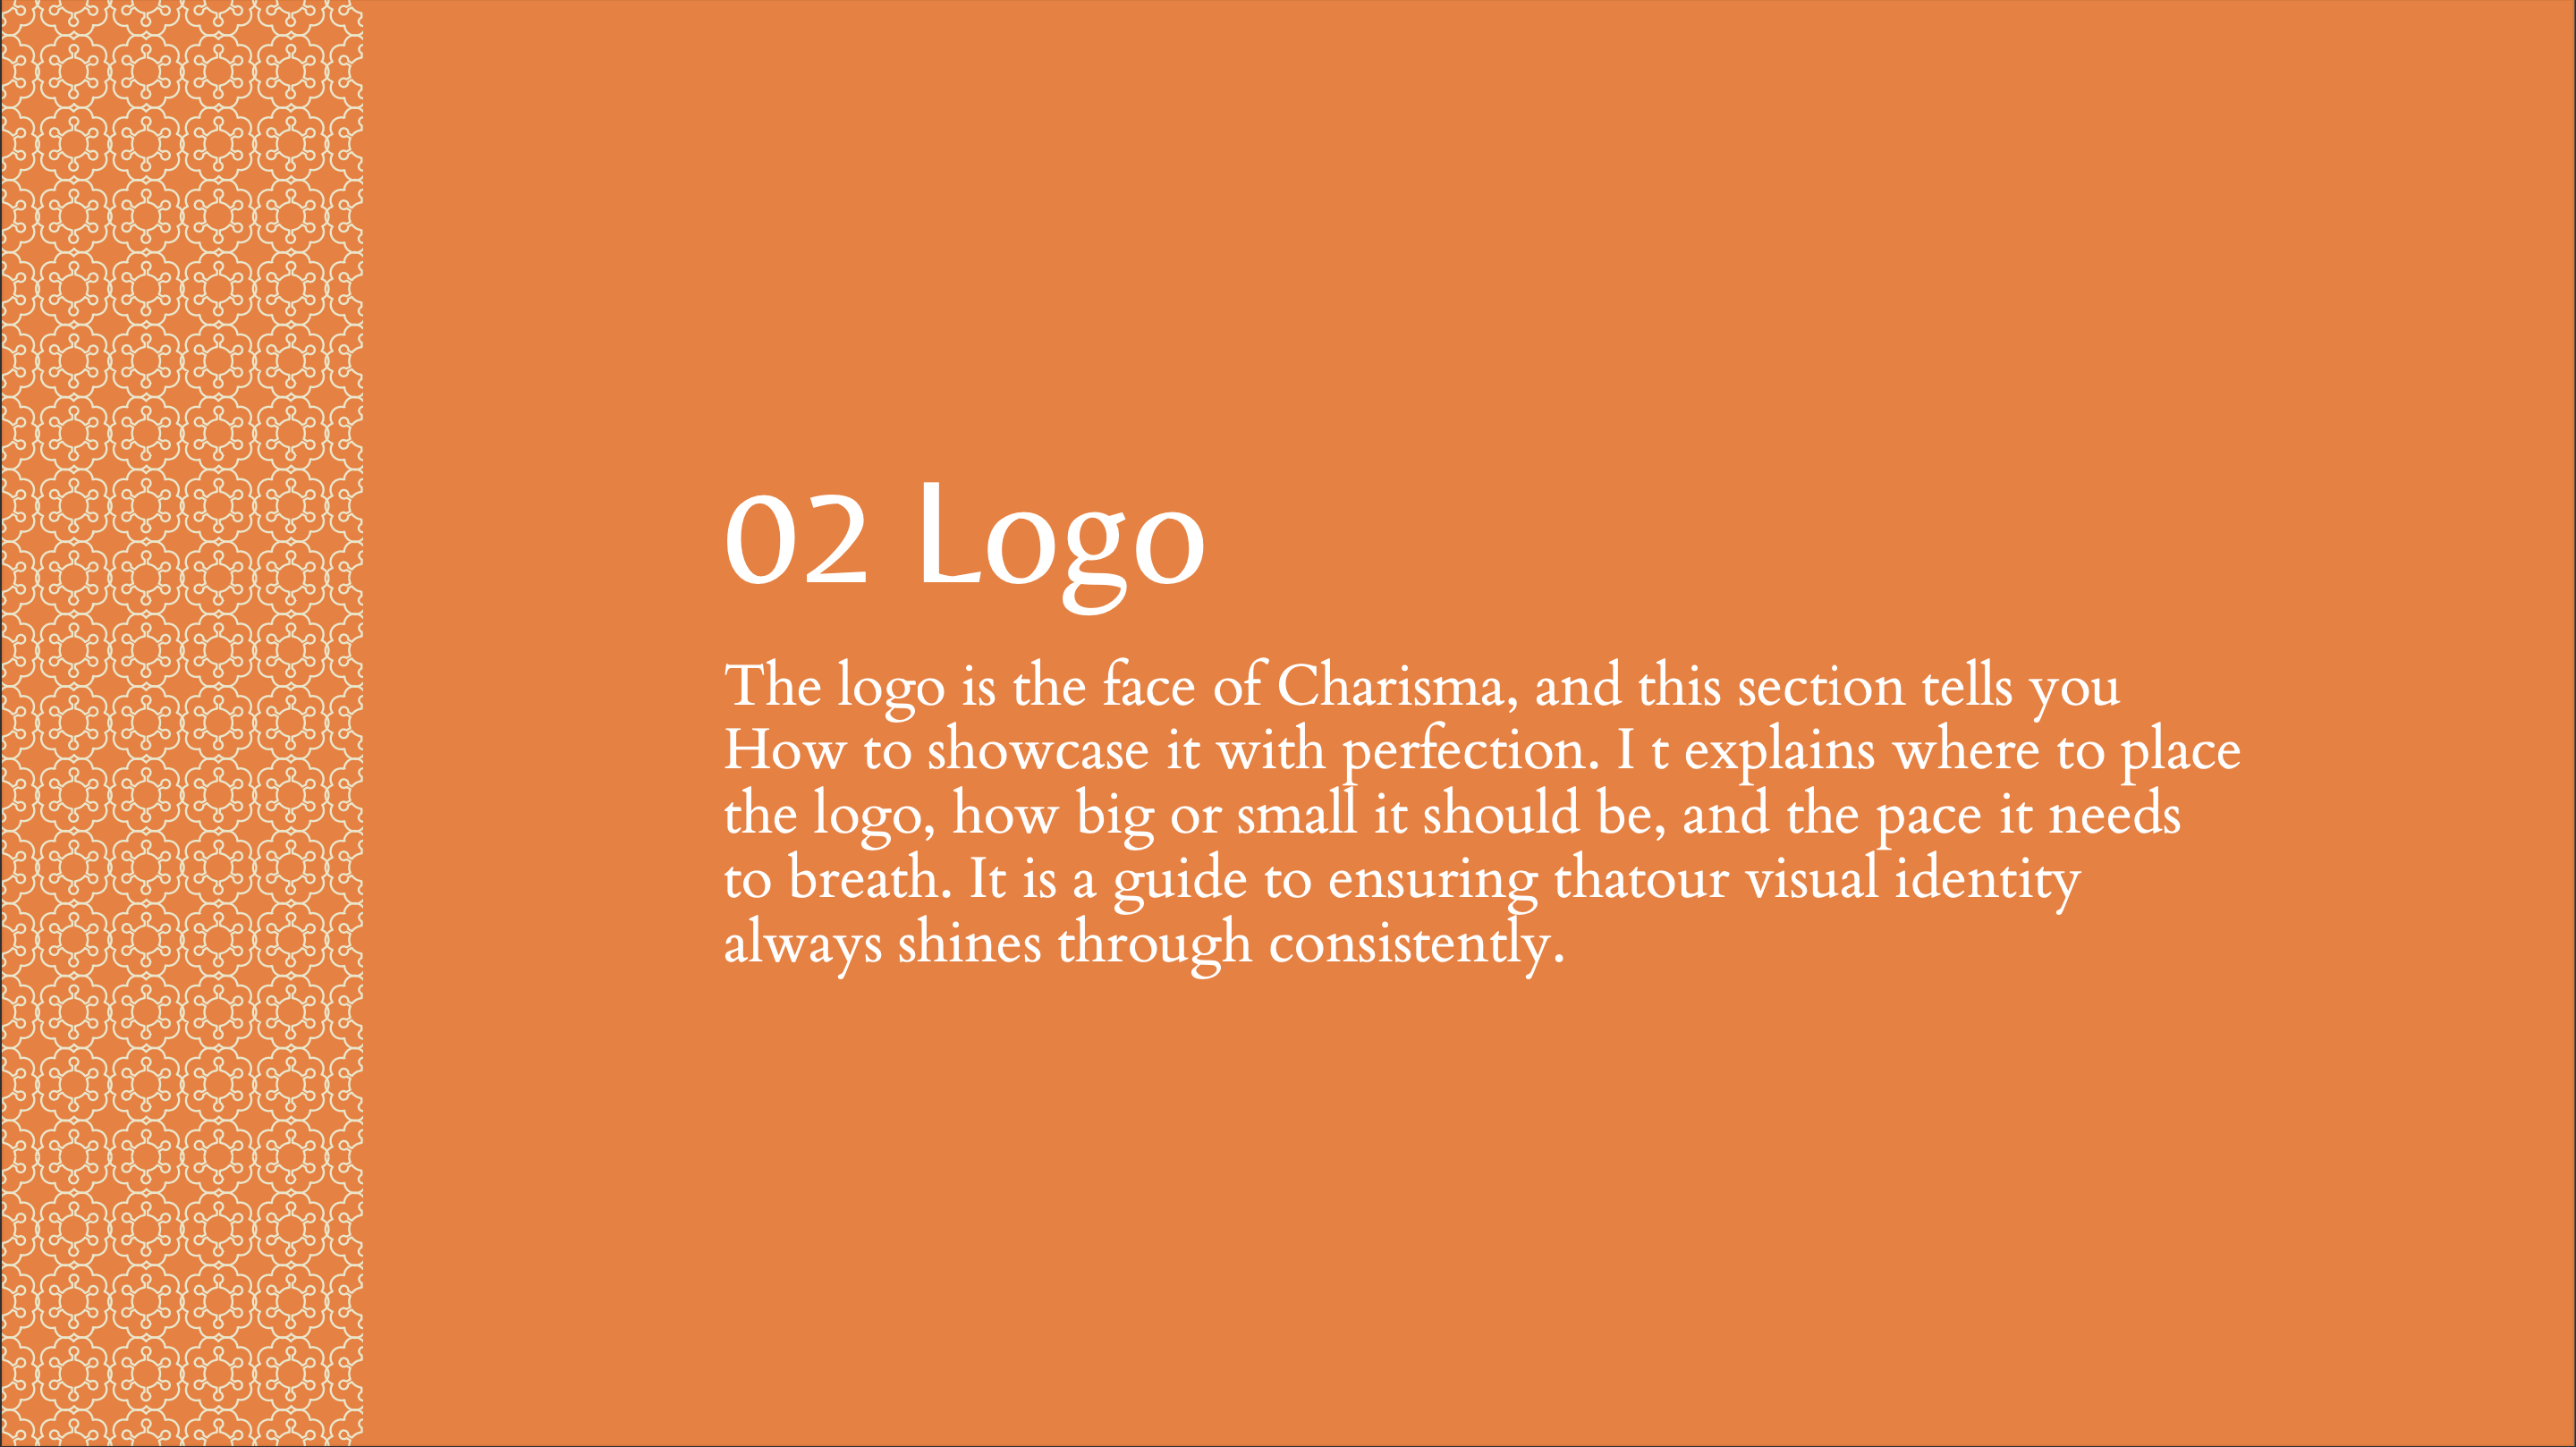 02 Logo
The logo is the face of Charisma, and this section tells you
How to showcase it with perfection. I t explains where to place
the logo, how big or small it should be, and the pace it needs
to breath. It is a guide to ensuring thatour visual identity
always shines through consistently.